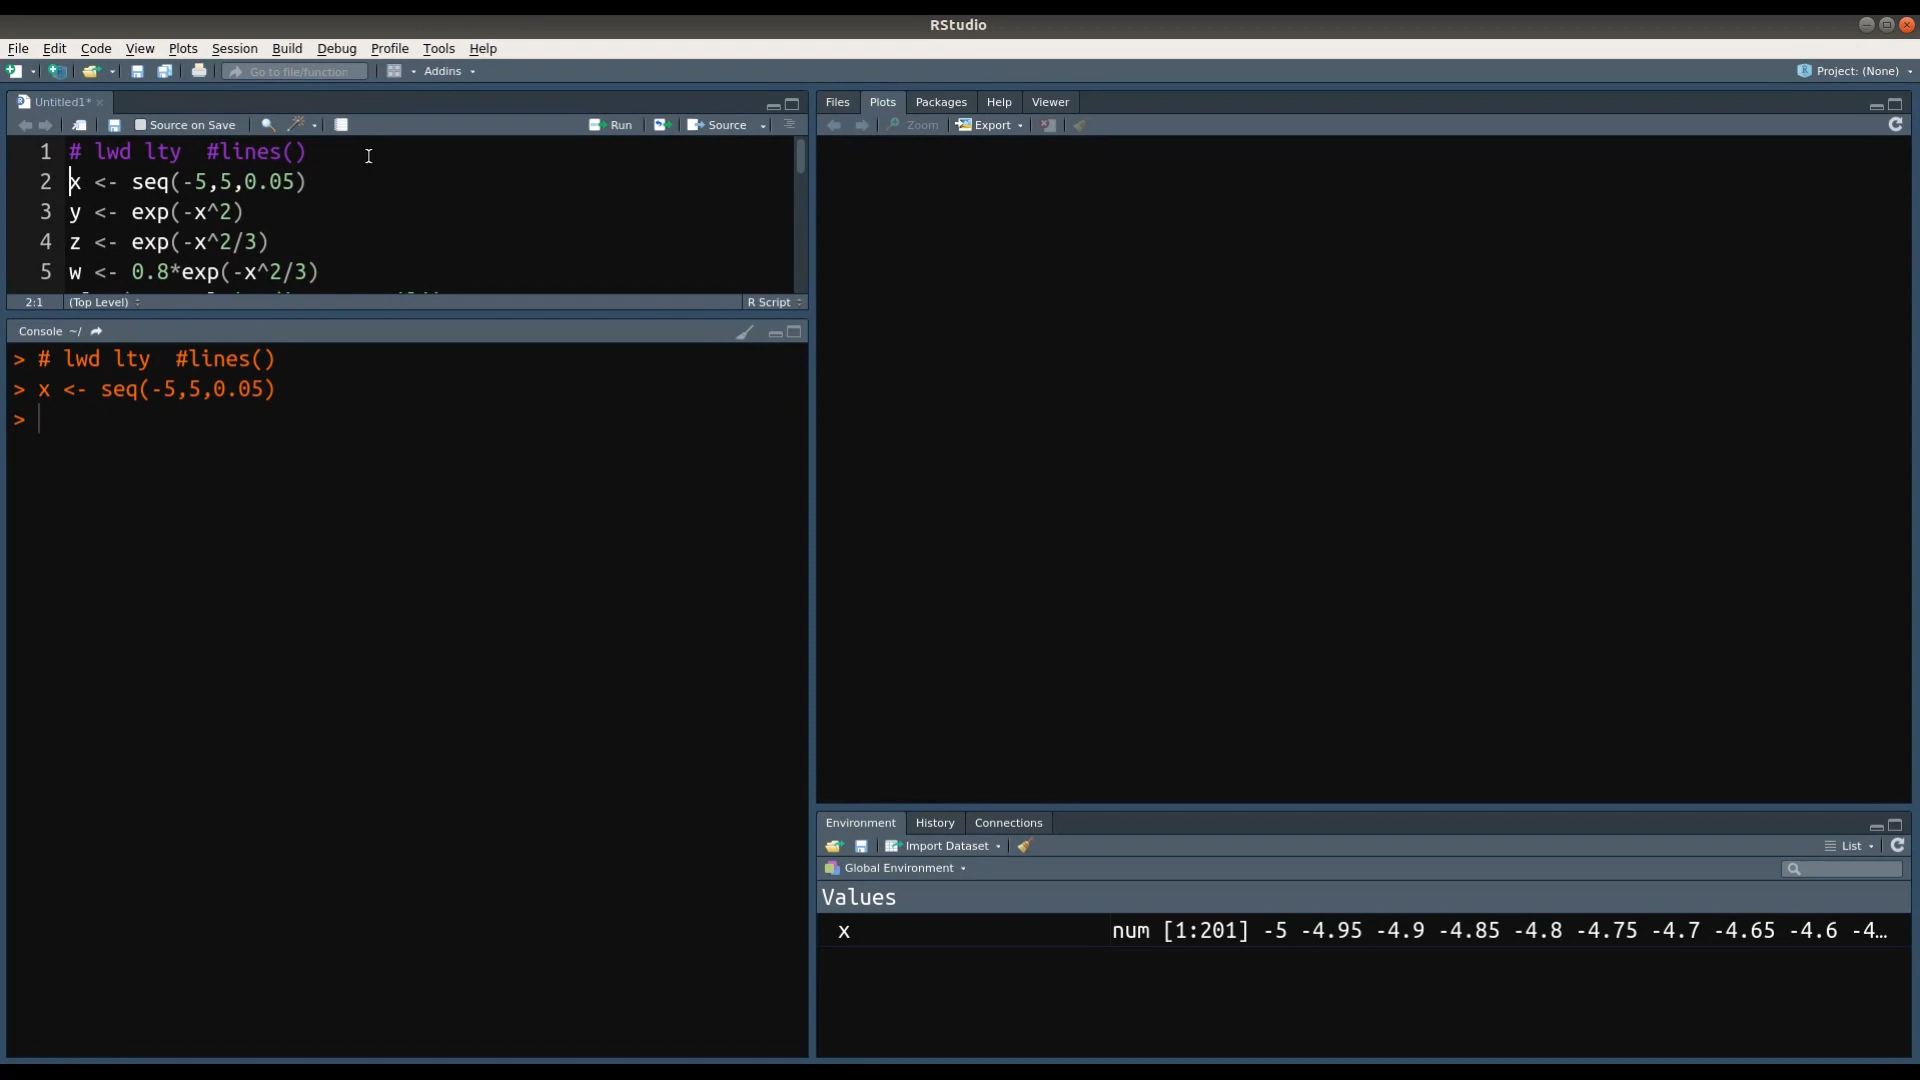 RStudio
File Edit Code View Plots Session Build Debug Profile Tools Help
Go to file/function Addins Project: (None)
Untitled1*
Source on Save Run Source
1 # lwd lty  #lines()
2 x <- seq(-5,5,0.05)
3 y <- exp(-x^2)
4 z <- exp(-x^2/3)
5 w <- 0.8*exp(-x^2/3)
2:1 (Top Level) R Script
Console ~/
> # lwd lty  #lines()
> x <- seq(-5,5,0.05)
>
Files Plots Packages Help Viewer
Zoom Export
Environment History Connections
Import Dataset List
Global Environment
Values
x num [1:201] -5 -4.95 -4.9 -4.85 -4.8 -4.75 -4.7 -4.65 -4.6 -4…